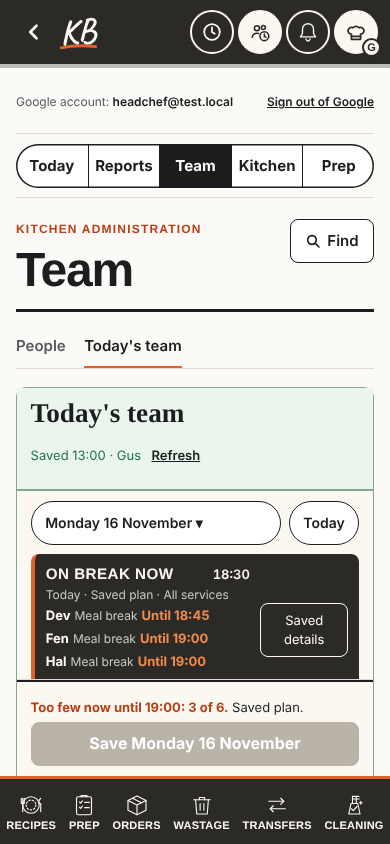 KB
G
Google account: headchef@test.local Sign out of Google
Today Reports Team Kitchen Prep
KITCHEN ADMINISTRATION
Team
Find
People Today's team
Today's team
Saved 13:00 · Gus Refresh
Monday 16 November ▾ Today
ON BREAK NOW 18:30
Today · Saved plan · All services
Dev Meal break Until 18:45
Fen Meal break Until 19:00
Hal Meal break Until 19:00
Saved
details
Too few now until 19:00: 3 of 6. Saved plan.
Save Monday 16 November
RECIPES PREP ORDERS WASTAGE TRANSFERS CLEANING